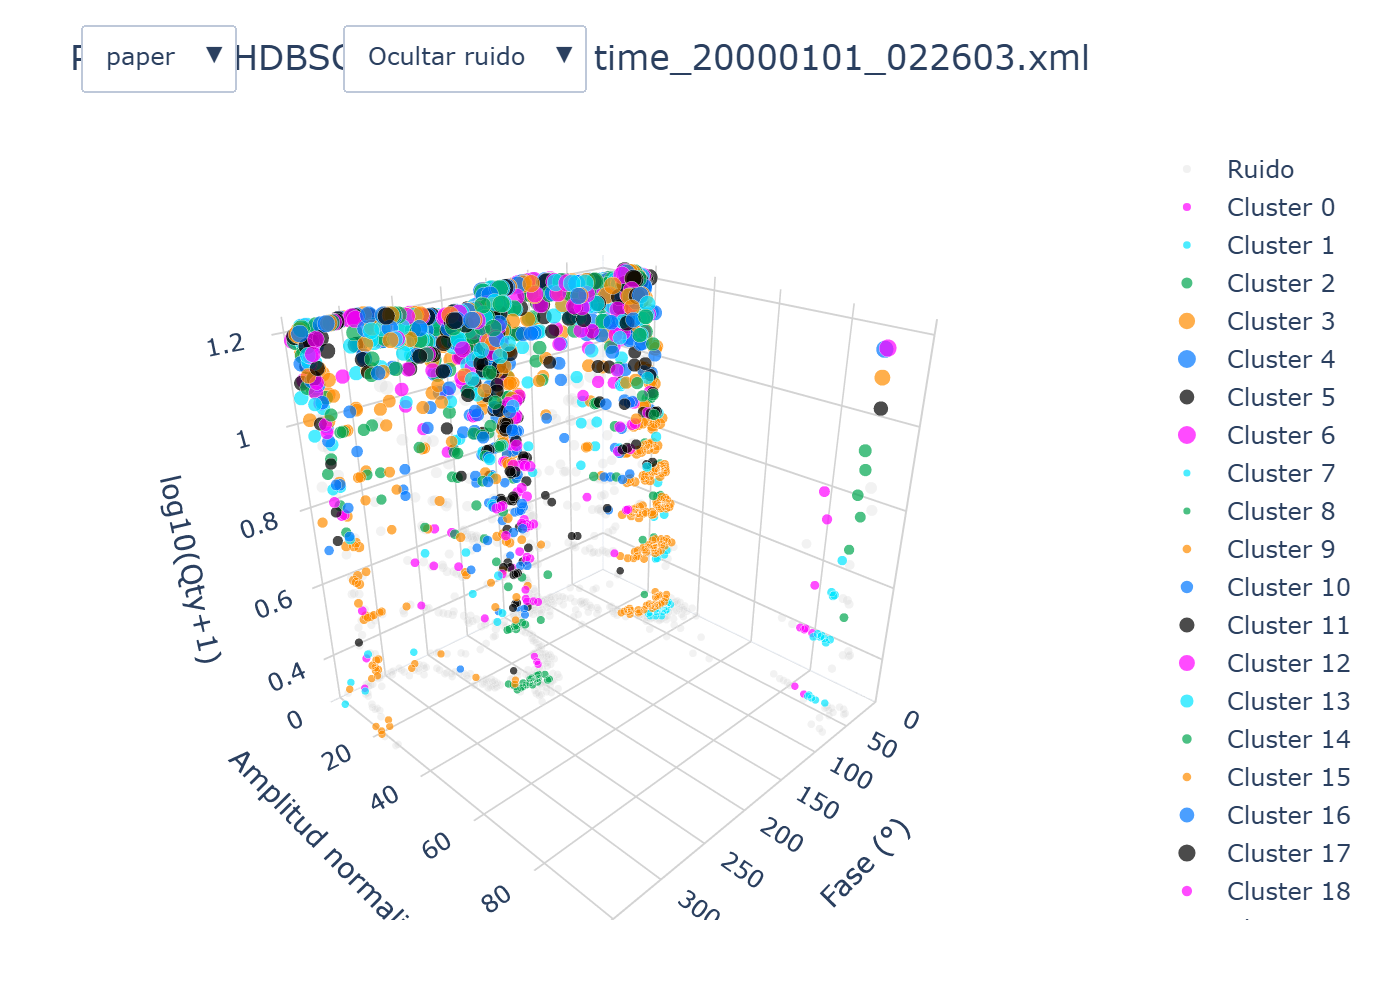 paper ▼ HDBSC Ocultar ruido ▼ time_20000101_022603.xml
Ruido
Cluster 0
Cluster 1
Cluster 2
Cluster 3
Cluster 4
Cluster 5
Cluster 6
Cluster 7
Cluster 8
Cluster 9
Cluster 10
Cluster 11
Cluster 12
Cluster 13
Cluster 14
Cluster 15
Cluster 16
Cluster 17
Cluster 18
log10(Qty+1)
1.2
1
0.8
0.6
0.4
Amplitud normali
0
20
40
60
80
Fase (°)
0
50
100
150
200
250
300